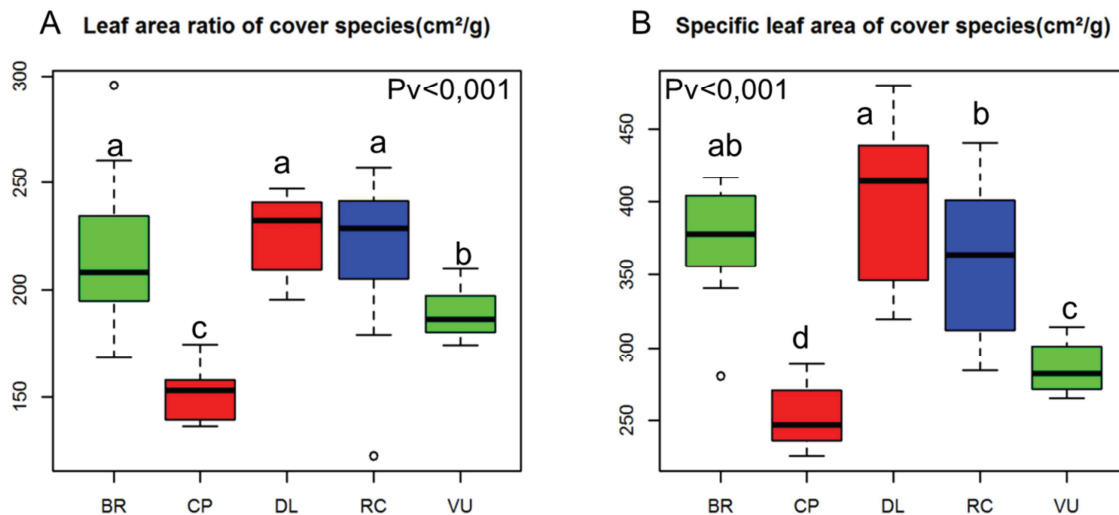 A Leaf area ratio of cover species(cm²/g)
Pv<0,001
300
250
200
150
a
c
a
a
b
BR CP DL RC VU
B Specific leaf area of cover species(cm²/g)
Pv<0,001
450
400
350
300
250
ab
d
a
b
c
BR CP DL RC VU